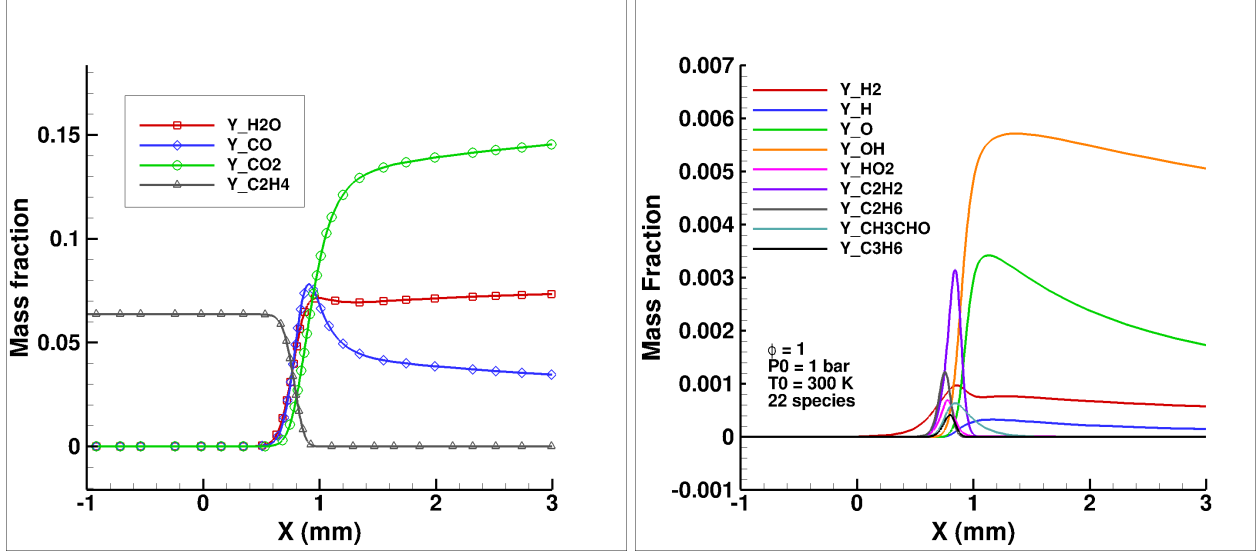 Y_H2O
Y_CO
Y_CO2
Y_C2H4
0.15
0.1
0.05
0
-1
0
1
2
3
Mass fraction
X (mm)
0.007
0.006
0.005
0.004
0.003
0.002
0.001
0
-0.001
-1
0
1
2
3
Mass Fraction
X (mm)
Y_H2
Y_H
Y_O
Y_OH
Y_HO2
Y_C2H2
Y_C2H6
Y_CH3CHO
Y_C3H6
ϕ = 1
P0 = 1 bar
T0 = 300 K
22 species